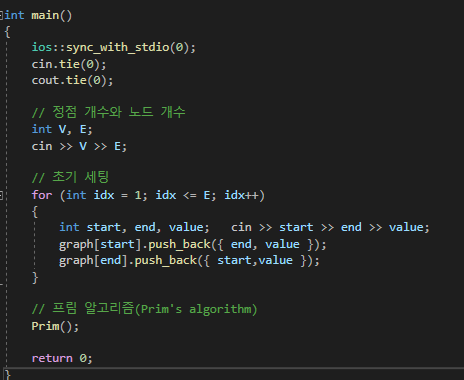 int main()
{
ios::sync_with_stdio(0);
cin.tie(0);
cout.tie(0);
// 정점 개수와 노드 개수
int V, E;
cin >> V >> E;
// 초기 세팅
for (int idx = 1; idx <= E; idx++)
{
int start, end, value;   cin >> start >> end >> value;
graph[start].push_back({ end, value });
graph[end].push_back({ start,value });
}
// 프림 알고리즘(Prim's algorithm)
Prim();
return 0;
}